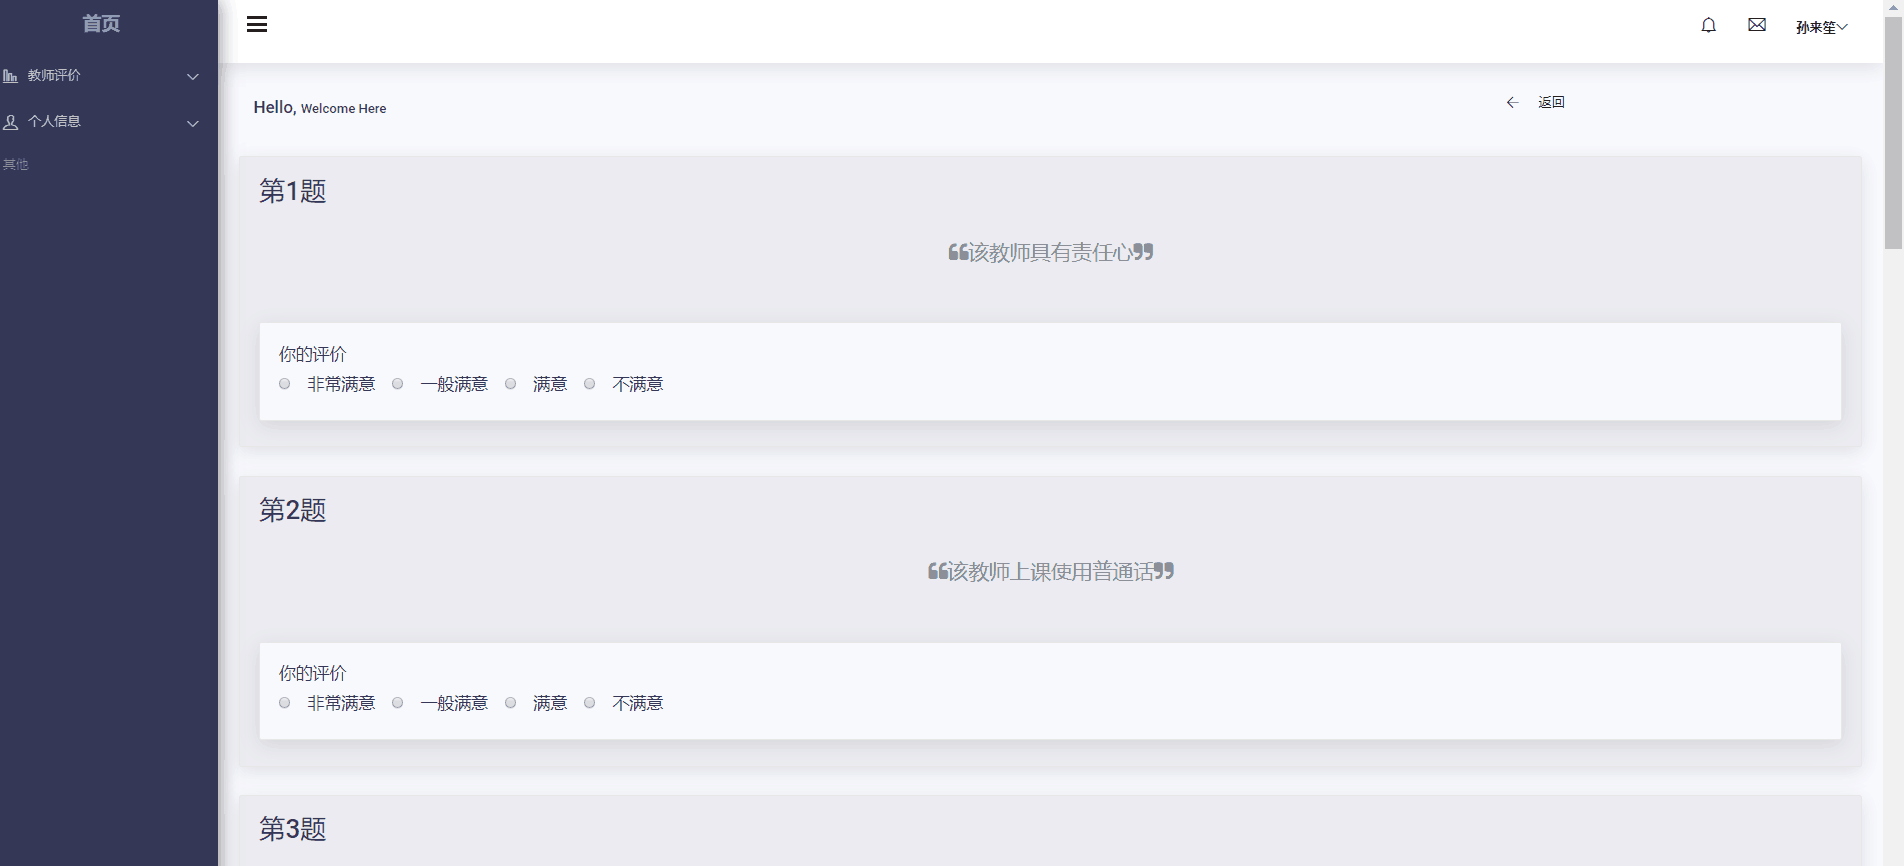 首页
教师评价
个人信息
其他
孙来笙
Hello, Welcome Here
返回
第1题
❝该教师具有责任心❞
你的评价
非常满意 一般满意 满意 不满意
第2题
❝该教师上课使用普通话❞
你的评价
非常满意 一般满意 满意 不满意
第3题